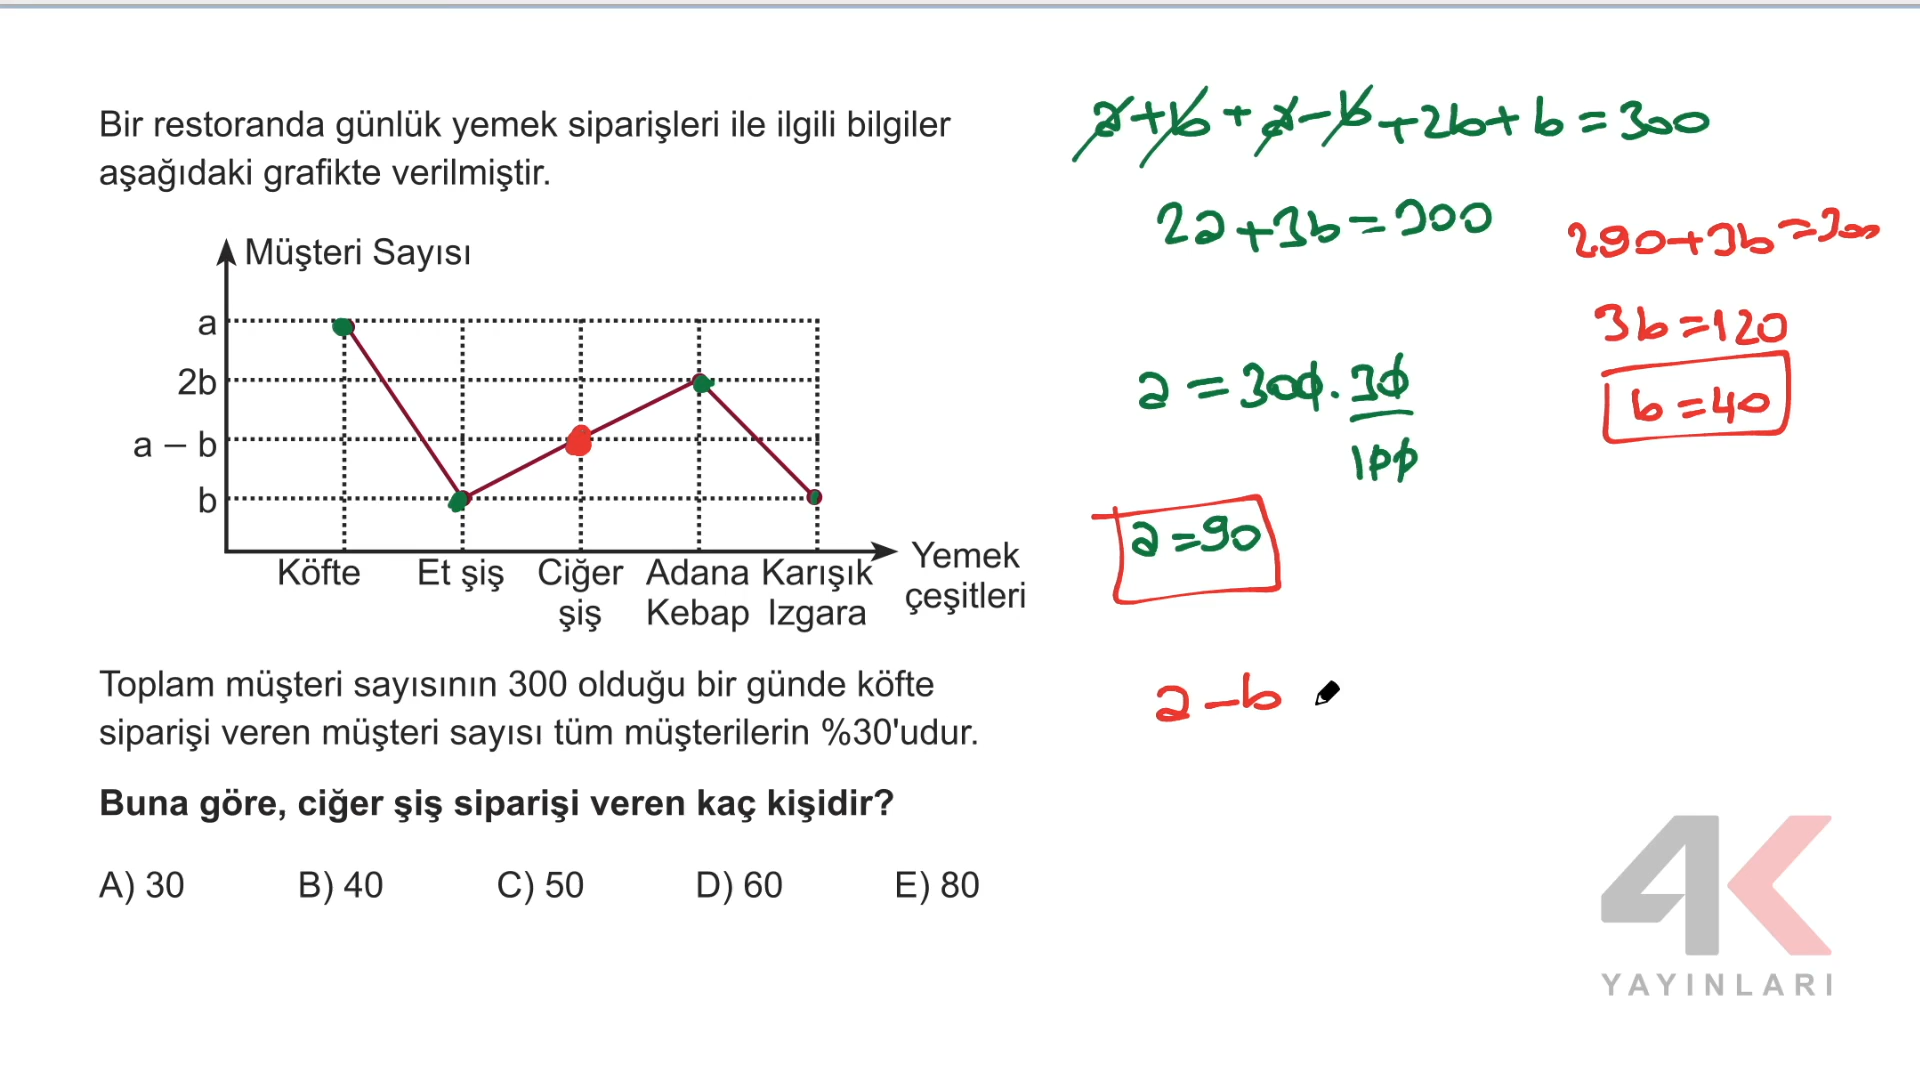 Bir restoranda günlük yemek siparişleri ile ilgili bilgiler
aşağıdaki grafikte verilmiştir.
Müşteri Sayısı
a
2b
a – b
b
Köfte
Et şiş
Ciğer
şiş
Adana
Kebap
Karışık
Izgara
Yemek
çeşitleri
Toplam müşteri sayısının 300 olduğu bir günde köfte
siparişi veren müşteri sayısı tüm müşterilerin %30'udur.
Buna göre, ciğer şiş siparişi veren kaç kişidir?
A) 30 B) 40 C) 50 D) 60 E) 80
a+b+a-b+2b+b=300
2a+3b=300
a=300.30
100
a=90
a-b
290+3b=300
3b=120
b=40
4K
YAYINLARI